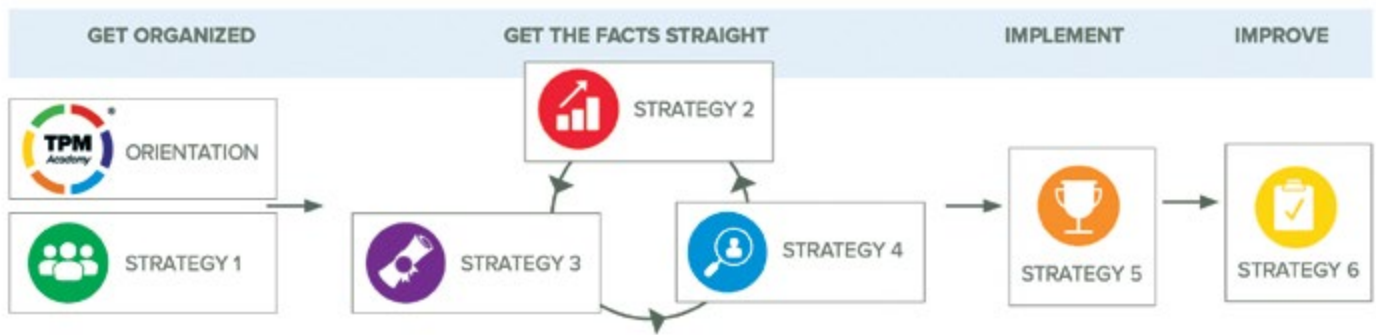 GET ORGANIZED
GET THE FACTS STRAIGHT
IMPLEMENT
IMPROVE
TPM
Academy
ORIENTATION
STRATEGY 1
STRATEGY 2
STRATEGY 3
STRATEGY 4
STRATEGY 5
STRATEGY 6